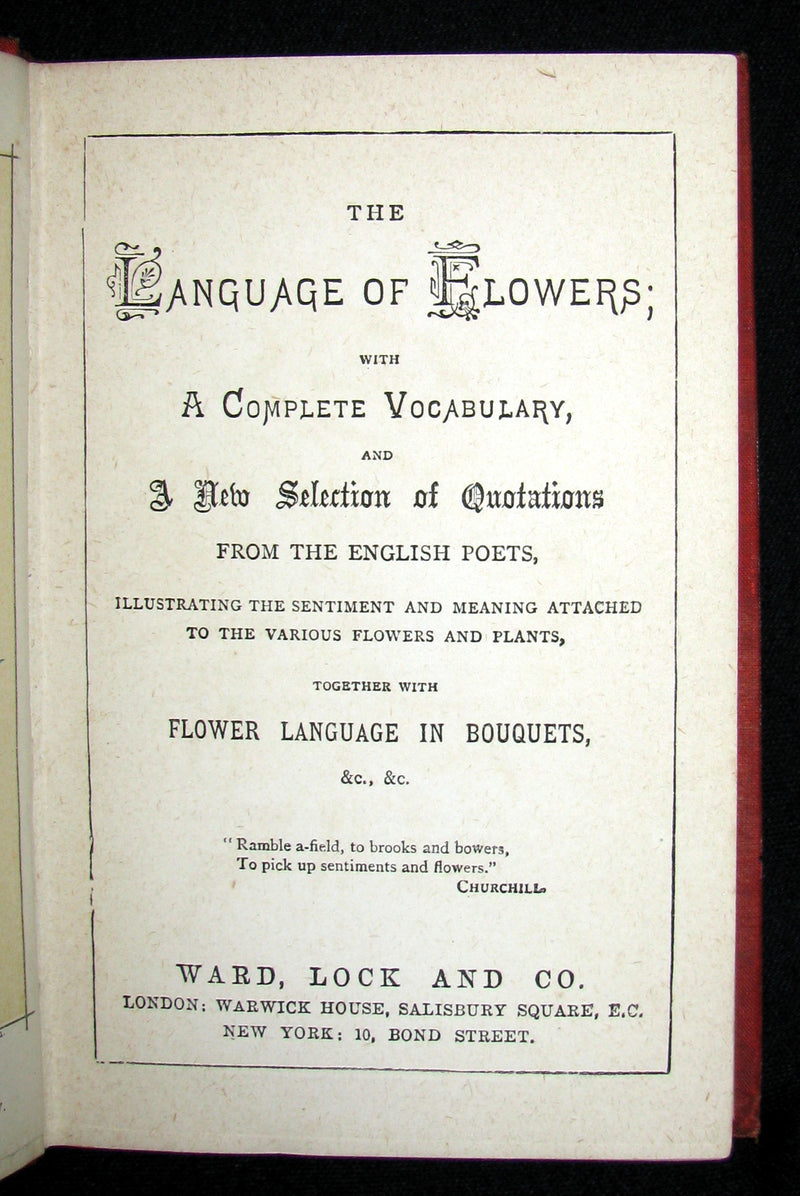 THE
LANGUAGE OF FLOWERS;
WITH
A COMPLETE VOCABULARY,
AND
A New Selection of Quotations
FROM THE ENGLISH POETS,
ILLUSTRATING THE SENTIMENT AND MEANING ATTACHED
TO THE VARIOUS FLOWERS AND PLANTS,
TOGETHER WITH
FLOWER LANGUAGE IN BOUQUETS,
&c., &c.
"Ramble a-field, to brooks and bowers,
To pick up sentiments and flowers."
CHURCHILL.
WARD, LOCK AND CO.
LONDON: WARWICK HOUSE, SALISBURY SQUARE, E.C.
NEW YORK: 10, BOND STREET.